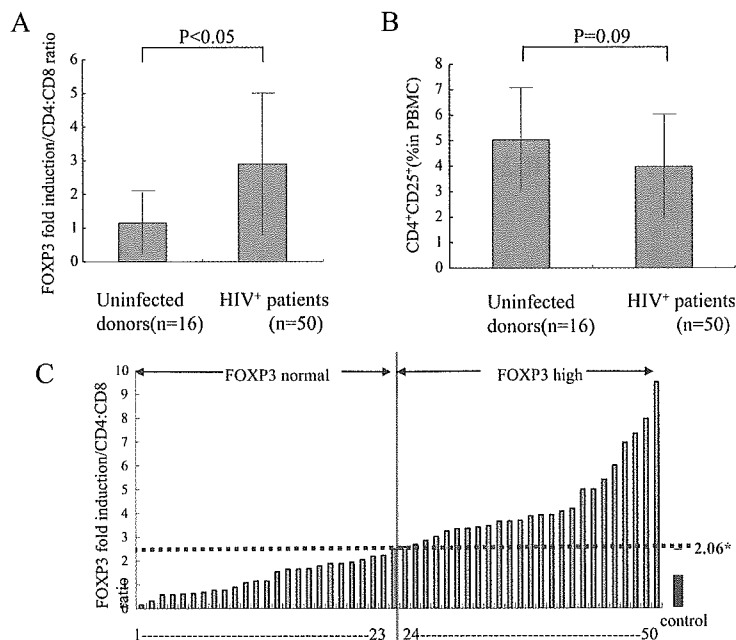 A
P<0.05
FOXP3 fold induction/CD4:CD8 ratio
6
5
4
3
2
1
0
Uninfected donors(n=16)
HIV+ patients (n=50)
B
P=0.09
CD4+CD25+(%in PBMC)
8
7
6
5
4
3
2
1
0
Uninfected donors(n=16)
HIV+ patients (n=50)
C
FOXP3 fold induction/CD4:CD8 ratio
10
9
8
7
6
5
4
3
2
1
0
FOXP3 normal
FOXP3 high
2.06*
control
1--------------------------------23
24--------------------------------50